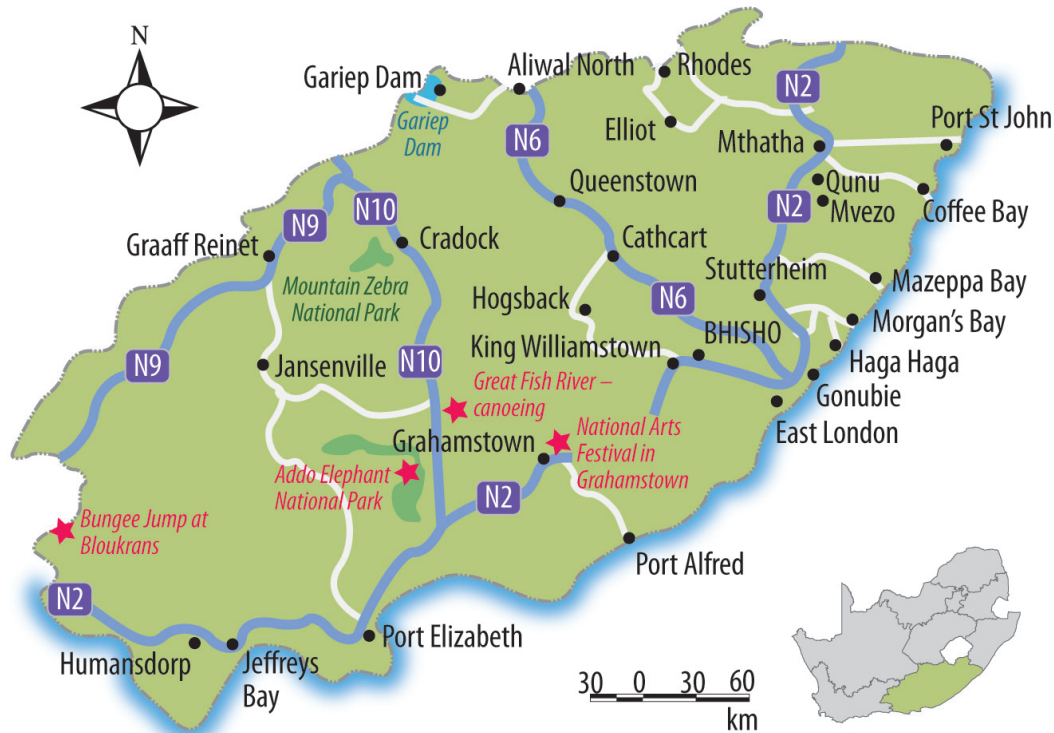 N
Gariep Dam
Aliwal North
Rhodes
N2
Gariep
Dam
N6
Elliot
Mthatha
Port St John
Queenstown
Qunu
Mvezo
N2
Coffee Bay
N10
N9
Graaff Reinet
Cradock
Cathcart
Mountain Zebra
National Park
Hogsback
N6
Stutterheim
Mazeppa Bay
BHISHO
Morgan's Bay
King Williamstown
Haga Haga
N9
Jansenville
N10
Great Fish River –
canoeing
Gonubie
East London
Grahamstown
National Arts
Festival in
Grahamstown
Addo Elephant
National Park
N2
Bungee Jump at
Bloukrans
Port Alfred
N2
Humansdorp
Jeffreys
Bay
Port Elizabeth
30 0 30 60
km